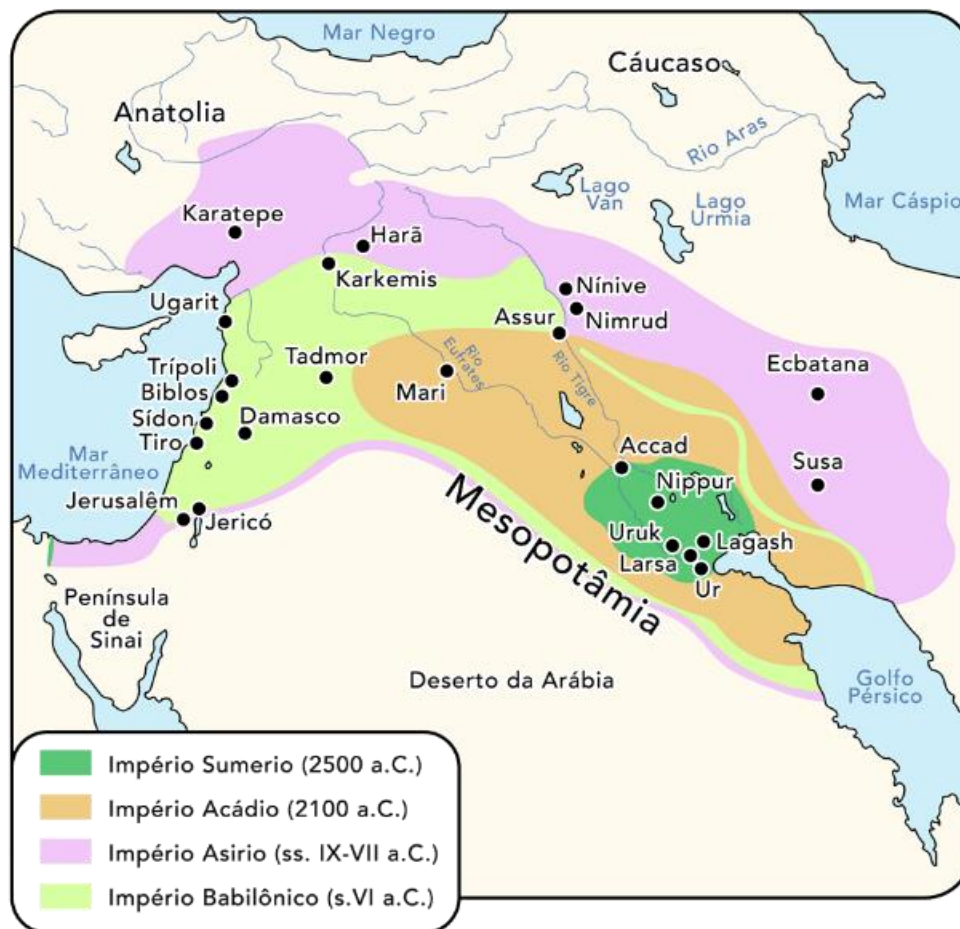 Mar Negro
Cáucaso
Anatolia
Rio Aras
Lago
Van
Lago
Urmia
Mar Cáspio
Karatepe
Harã
Karkemis
Ugarit
Nínive
Nimrud
Assur
Rio
Eufrates
Rio Tigre
Trípoli
Tadmor
Mari
Ecbatana
Biblos
Sídon
Damasco
Tiro
Mar
Mediterrâneo
Accad
Susa
Nippur
Jerusalêm
Jericó
Mesopotâmia
Uruk
Lagash
Larsa
Ur
Península
de
Sinai
Deserto da Arábia
Golfo
Pérsico
Império Sumerio (2500 a.C.)
Império Acádio (2100 a.C.)
Império Asirio (ss. IX-VII a.C.)
Império Babilônico (s.VI a.C.)